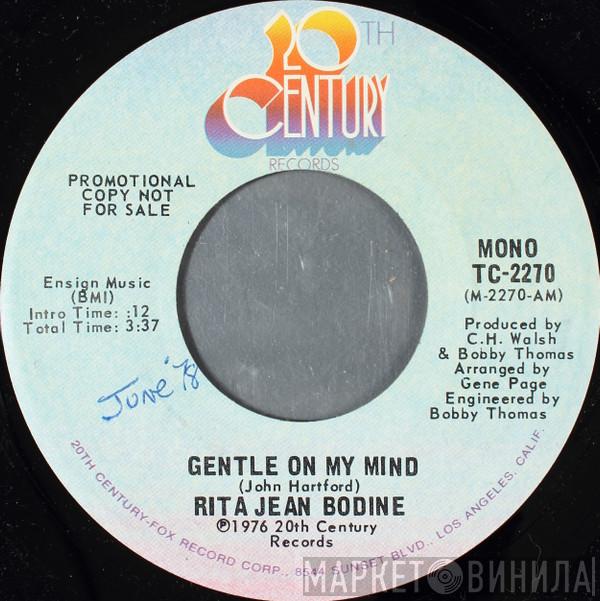 20TH
CENTURY
RECORDS
PROMOTIONAL
COPY NOT
FOR SALE
MONO
TC-2270
(M-2270-AM)
Ensign Music
(BMI)
Intro Time: :12
Total Time: 3:37
Produced by
C.H. Walsh
& Bobby Thomas
Arranged by
Gene Page
Engineered by
Bobby Thomas
June '78
GENTLE ON MY MIND
(John Hartford)
RITA JEAN BODINE
℗1976 20th Century
Records
20TH CENTURY-FOX RECORD CORP., 8544 SUNSET BLVD., LOS ANGELES, CALIF.
МАРКЕТ ВИНИЛА